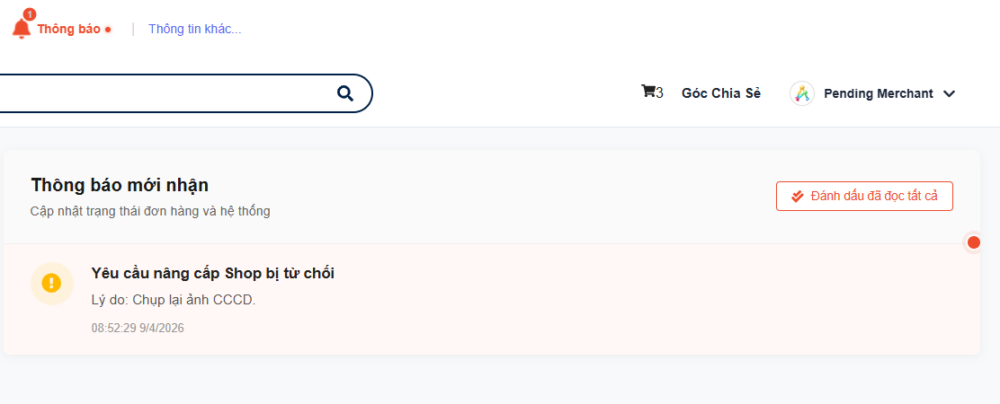 1
Thông báo
Thông tin khác...
3
Góc Chia Sẻ
Pending Merchant
Thông báo mới nhận
Cập nhật trạng thái đơn hàng và hệ thống
Đánh dấu đã đọc tất cả
Yêu cầu nâng cấp Shop bị từ chối
Lý do: Chụp lại ảnh CCCD.
08:52:29 9/4/2026